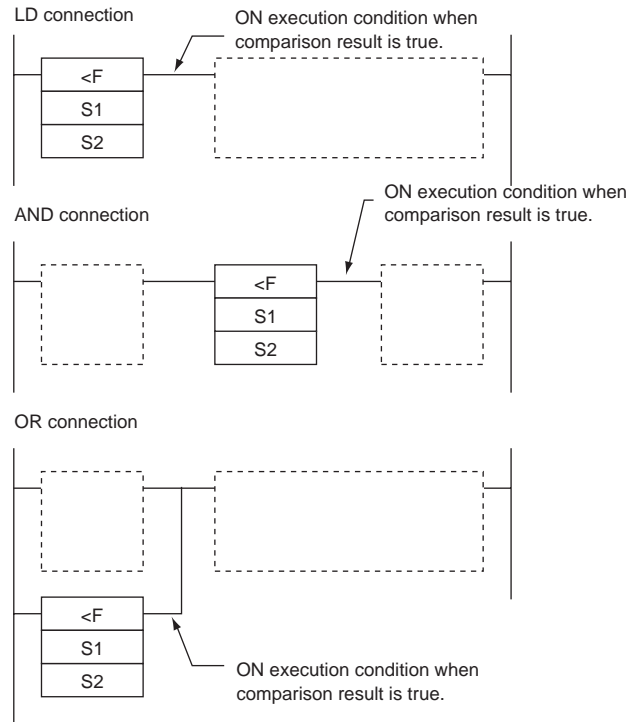 LD connection
ON execution condition when
comparison result is true.
<F
S1
S2
AND connection
ON execution condition when
comparison result is true.
<F
S1
S2
OR connection
<F
S1
S2
ON execution condition when
comparison result is true.